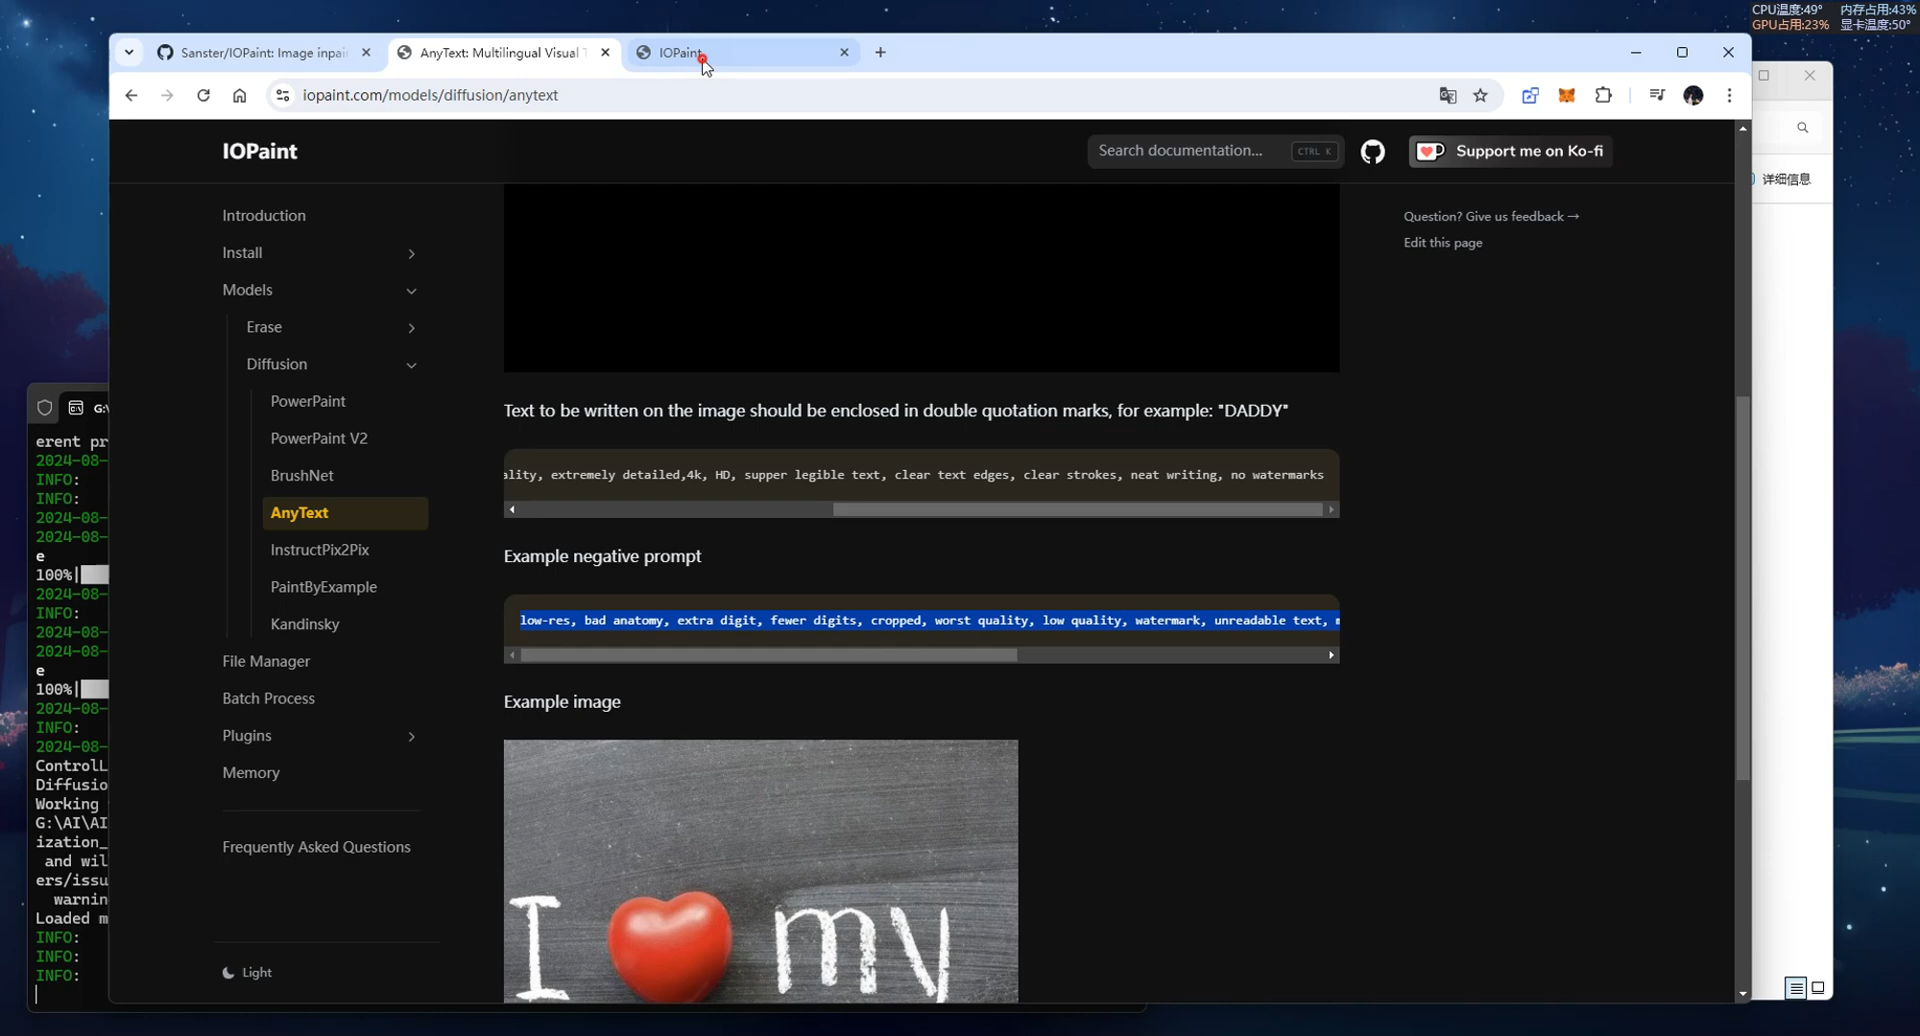 CPU温度:49° 内存占用:43%
GPU占用:23% 显卡温度:50°
Sanster/IOPaint: Image inpai
AnyText: Multilingual Visual T
IOPaint
iopaint.com/models/diffusion/anytext
IOPaint
Search documentation... CTRL K
Support me on Ko-fi
详细信息
Introduction
Install
Models
Erase
Diffusion
PowerPaint
PowerPaint V2
BrushNet
AnyText
InstructPix2Pix
PaintByExample
Kandinsky
File Manager
Batch Process
Plugins
Memory
Frequently Asked Questions
Light
Question? Give us feedback →
Edit this page
Text to be written on the image should be enclosed in double quotation marks, for example: "DADDY"
ality, extremely detailed,4k, HD, supper legible text, clear text edges, clear strokes, neat writing, no watermarks
Example negative prompt
low-res, bad anatomy, extra digit, fewer digits, cropped, worst quality, low quality, watermark, unreadable text, m
Example image
I my
G:\
erent pr
2024-08-
INFO:
INFO:
2024-08-
2024-08-
e
100%|
2024-08-
INFO:
2024-08-
2024-08-
e
100%|
2024-08-
INFO:
2024-08-
ControlL
Diffusio
Working
G:\AI\AI
ization_
and wil
ers/issu
warnin
Loaded m
INFO:
INFO:
INFO: